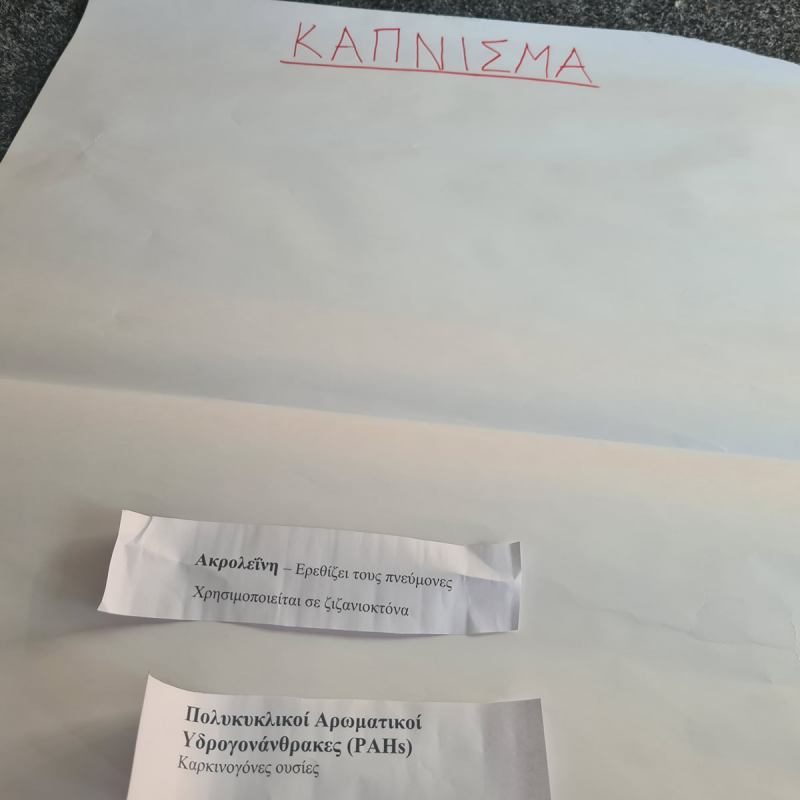 ΚΑΠΝΙΣΜΑ
Ακρολεΐνη – Ερεθίζει τους πνεύμονες
Χρησιμοποιείται σε ζιζανιοκτόνα
Πολυκυκλικοί Αρωματικοί
Υδρογονάνθρακες (PAHs)
Καρκινογόνες ουσίες